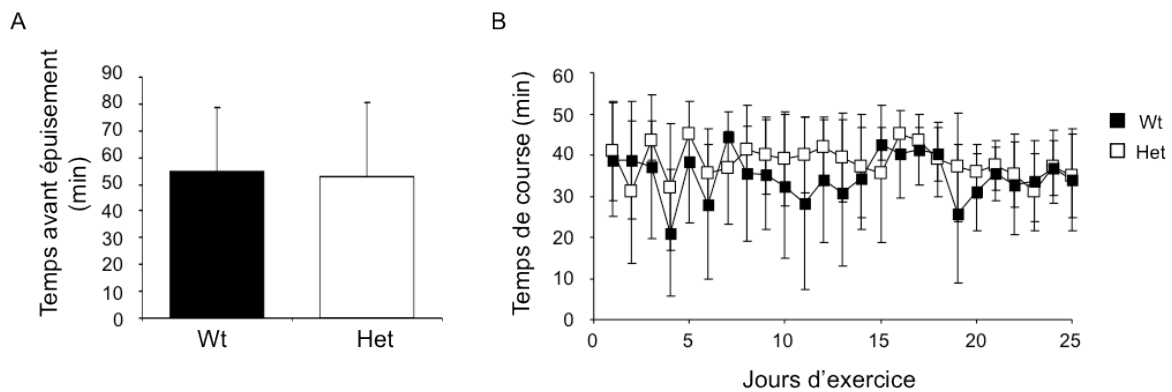 A
Temps avant épuisement
(min)
90
80
70
60
50
40
30
20
10
0
Wt
Het
B
Temps de course (min)
60
50
40
30
20
10
0
0
5
10
15
20
25
Jours d'exercice
Wt
Het